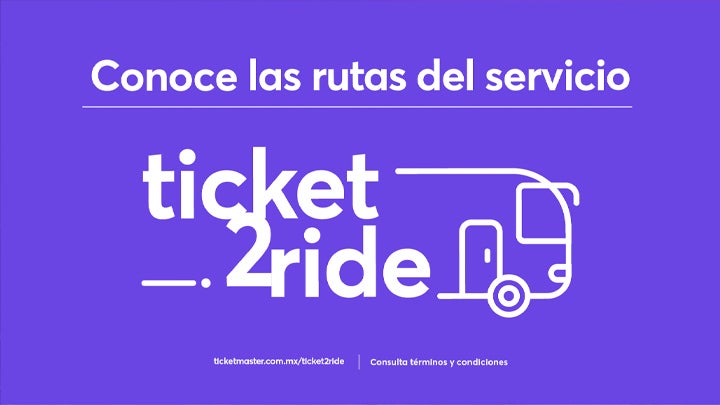 Conoce las rutas del servicio
ticket
2ride
ticketmaster.com.mx/ticket2ride | Consulta términos y condiciones